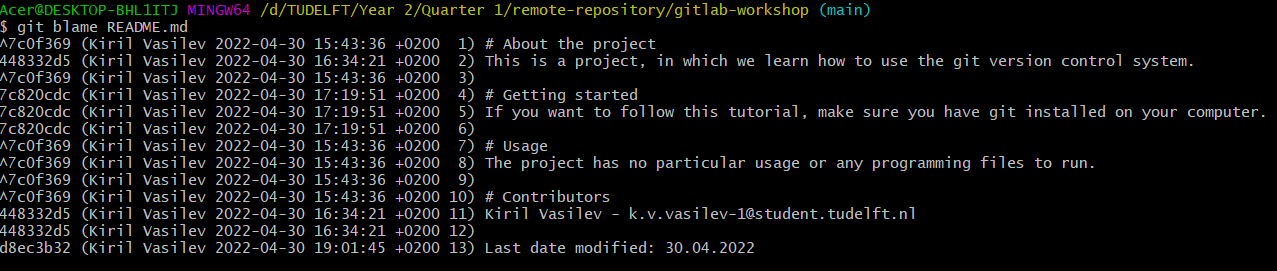 Acer@DESKTOP-BHL1ITJ MINGW64 /d/TUDELFT/Year 2/Quarter 1/remote-repository/gitlab-workshop (main)
$ git blame README.md
^7c0f369 (Kiril Vasilev 2022-04-30 15:43:36 +0200  1) # About the project
448332d5 (Kiril Vasilev 2022-04-30 16:34:21 +0200  2) This is a project, in which we learn how to use the git version control system.
^7c0f369 (Kiril Vasilev 2022-04-30 15:43:36 +0200  3)
7c820cdc (Kiril Vasilev 2022-04-30 17:19:51 +0200  4) # Getting started
7c820cdc (Kiril Vasilev 2022-04-30 17:19:51 +0200  5) If you want to follow this tutorial, make sure you have git installed on your computer.
7c820cdc (Kiril Vasilev 2022-04-30 17:19:51 +0200  6)
^7c0f369 (Kiril Vasilev 2022-04-30 15:43:36 +0200  7) # Usage
^7c0f369 (Kiril Vasilev 2022-04-30 15:43:36 +0200  8) The project has no particular usage or any programming files to run.
^7c0f369 (Kiril Vasilev 2022-04-30 15:43:36 +0200  9)
^7c0f369 (Kiril Vasilev 2022-04-30 15:43:36 +0200 10) # Contributors
448332d5 (Kiril Vasilev 2022-04-30 16:34:21 +0200 11) Kiril Vasilev - k.v.vasilev-1@student.tudelft.nl
448332d5 (Kiril Vasilev 2022-04-30 16:34:21 +0200 12)
d8ec3b32 (Kiril Vasilev 2022-04-30 19:01:45 +0200 13) Last date modified: 30.04.2022